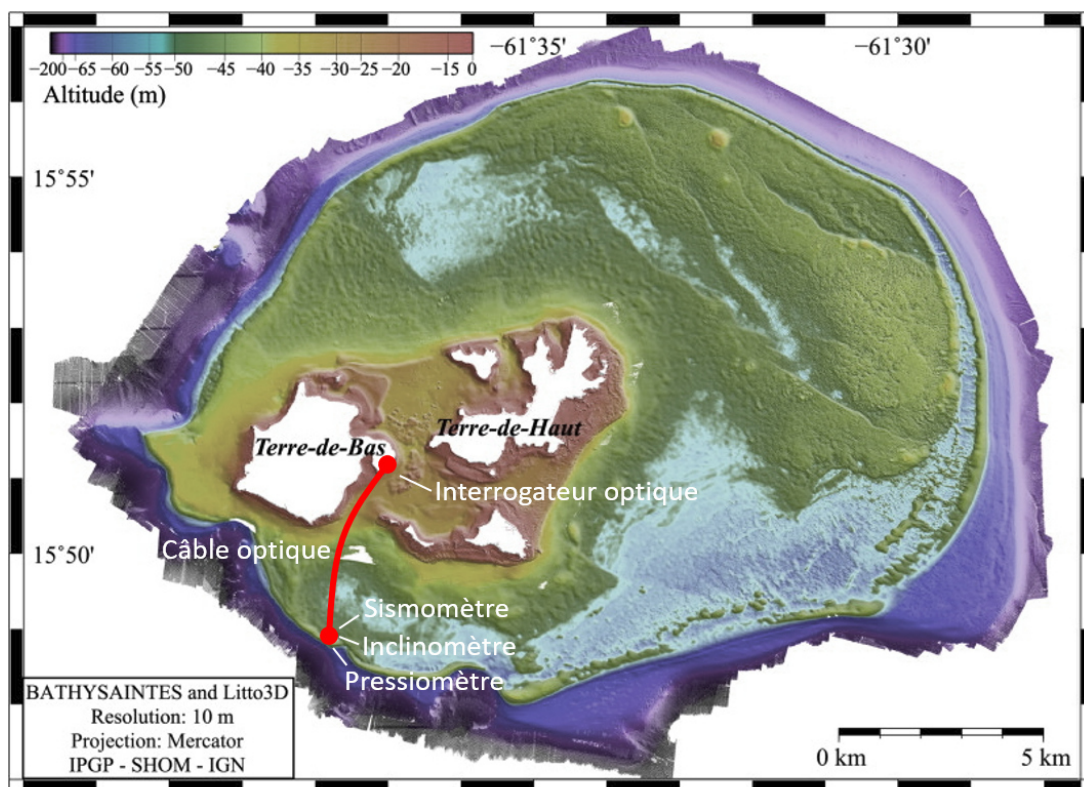 −61°35'
−61°30'
−200 −65 −60 −55 −50 −45 −40 −35 −30 −25 −20 −15 0
Altitude (m)
15°55'
Terre-de-Bas
Terre-de-Haut
Interrogateur optique
Câble optique
15°50'
Sismomètre
Inclinomètre
Pressiomètre
BATHYSAINTES and Litto3D
Resolution: 10 m
Projection: Mercator
IPGP - SHOM - IGN
0 km
5 km